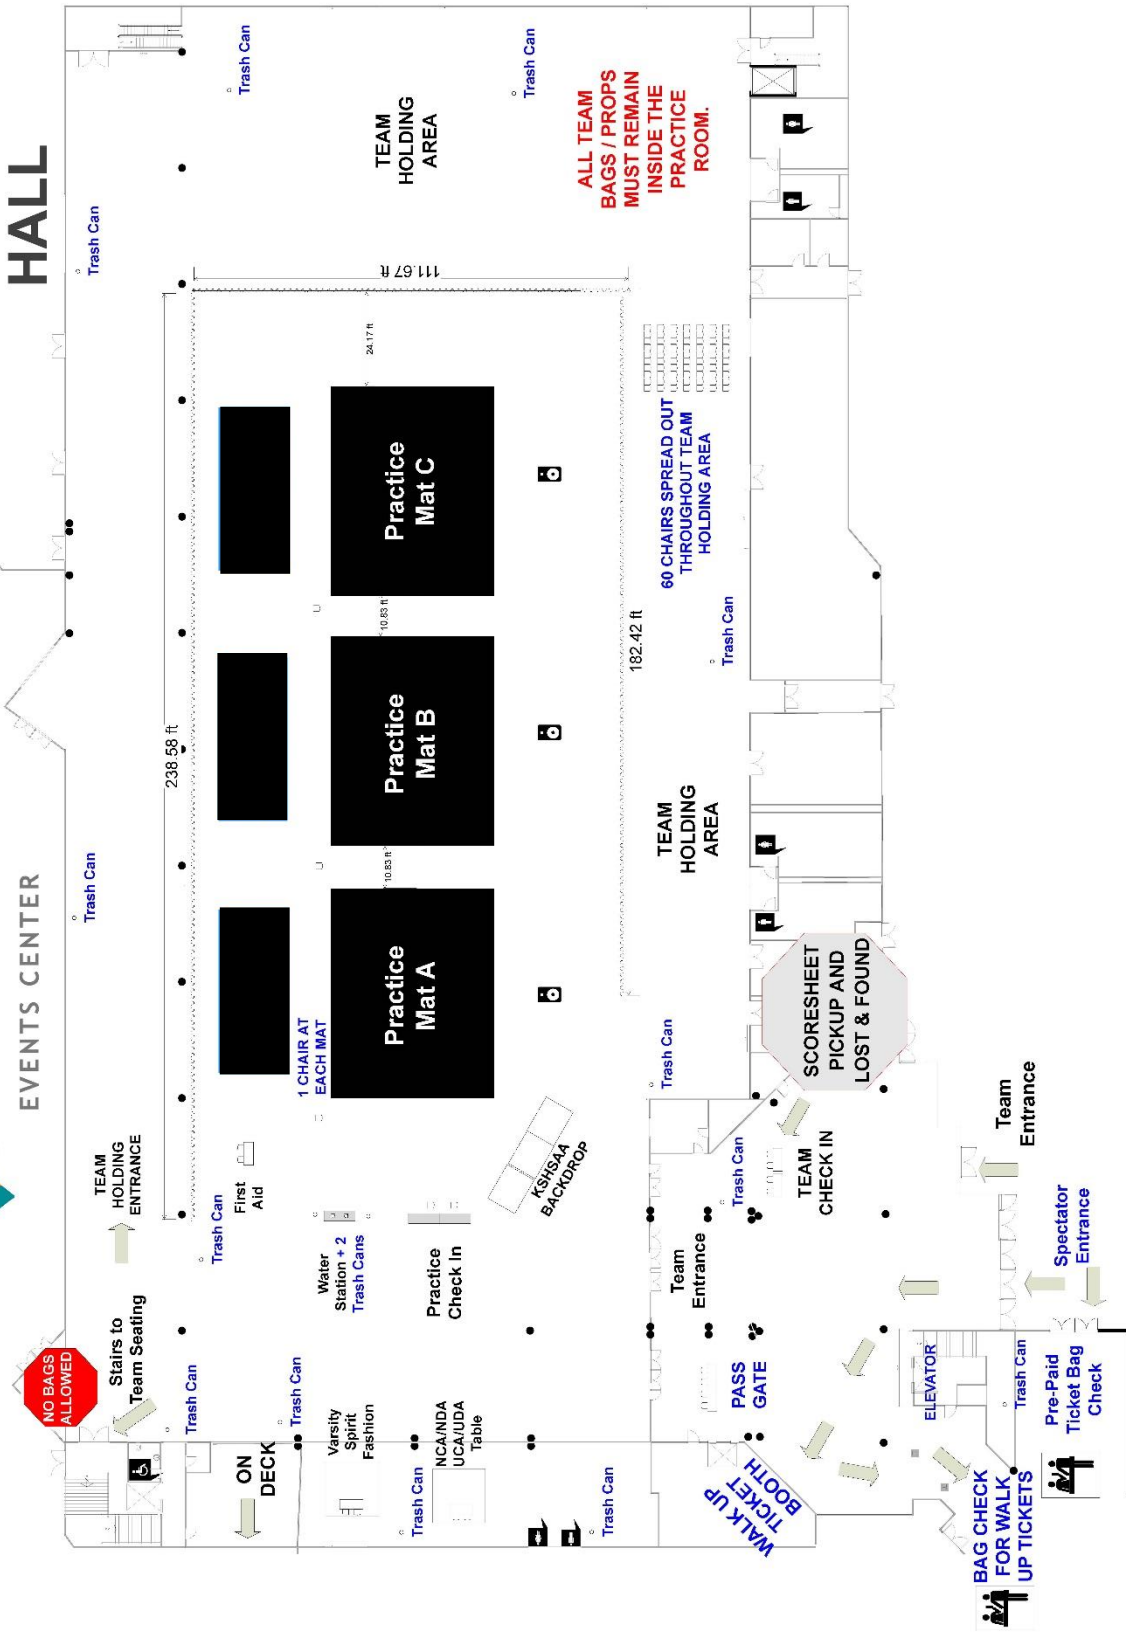 EVENTS CENTER
HALL
NO BAGS
ALLOWED
Stairs to
Team Seating
TEAM
HOLDING
ENTRANCE
Trash Can
Trash Can
Trash Can
Trash Can
TEAM
HOLDING
AREA
ALL TEAM
BAGS / PROPS
MUST REMAIN
INSIDE THE
PRACTICE
ROOM.
238.58 ft
111.67 ft
24.17 ft
10.83 ft
10.83 ft
182.42 ft
1 CHAIR AT
EACH MAT
Practice
Mat A
Practice
Mat B
Practice
Mat C
60 CHAIRS SPREAD OUT
THROUGHOUT TEAM
HOLDING AREA
Trash Can
TEAM
HOLDING
AREA
Trash Can
Trash Can
First
Aid
Water
Station + 2
Trash Cans
Practice
Check In
KSHSAA
BACKDROP
Trash Can
Trash Can
ON
DECK
Varsity
Spirit
Fashion
NCA/NDA
UCA/UDA
Table
Trash Can
Trash Can
Team
Entrance
Trash Can
TEAM
CHECK IN
SCORESHEET
PICKUP AND
LOST & FOUND
PASS
GATE
WALK UP
TICKET
BOOTH
ELEVATOR
Trash Can
Team
Entrance
Spectator
Entrance
Pre-Paid
Ticket Bag
Check
BAG CHECK
FOR WALK
UP TICKETS